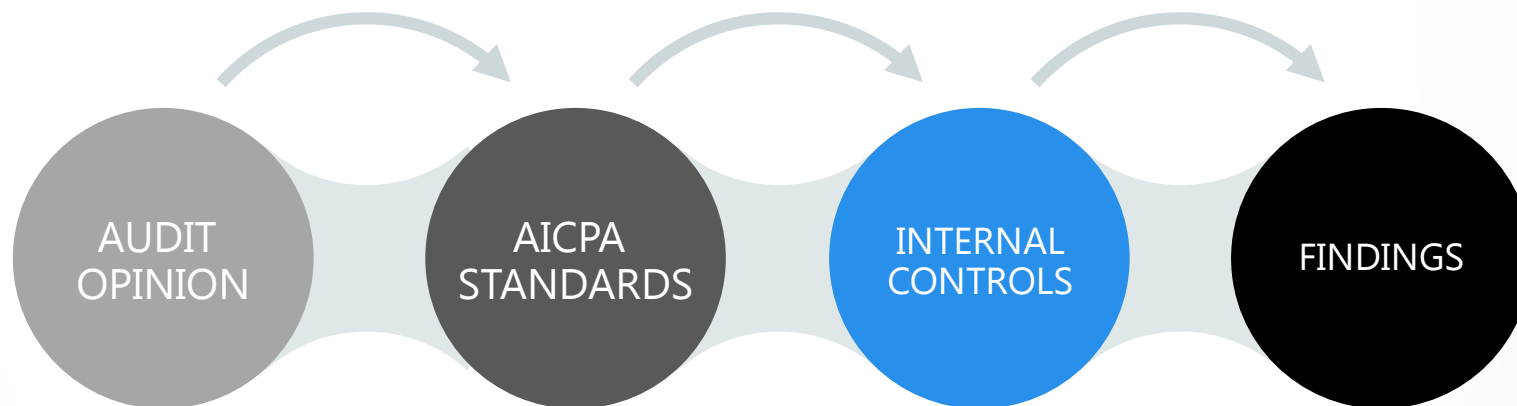 AUDIT
OPINION
AICPA
STANDARDS
INTERNAL
CONTROLS
FINDINGS